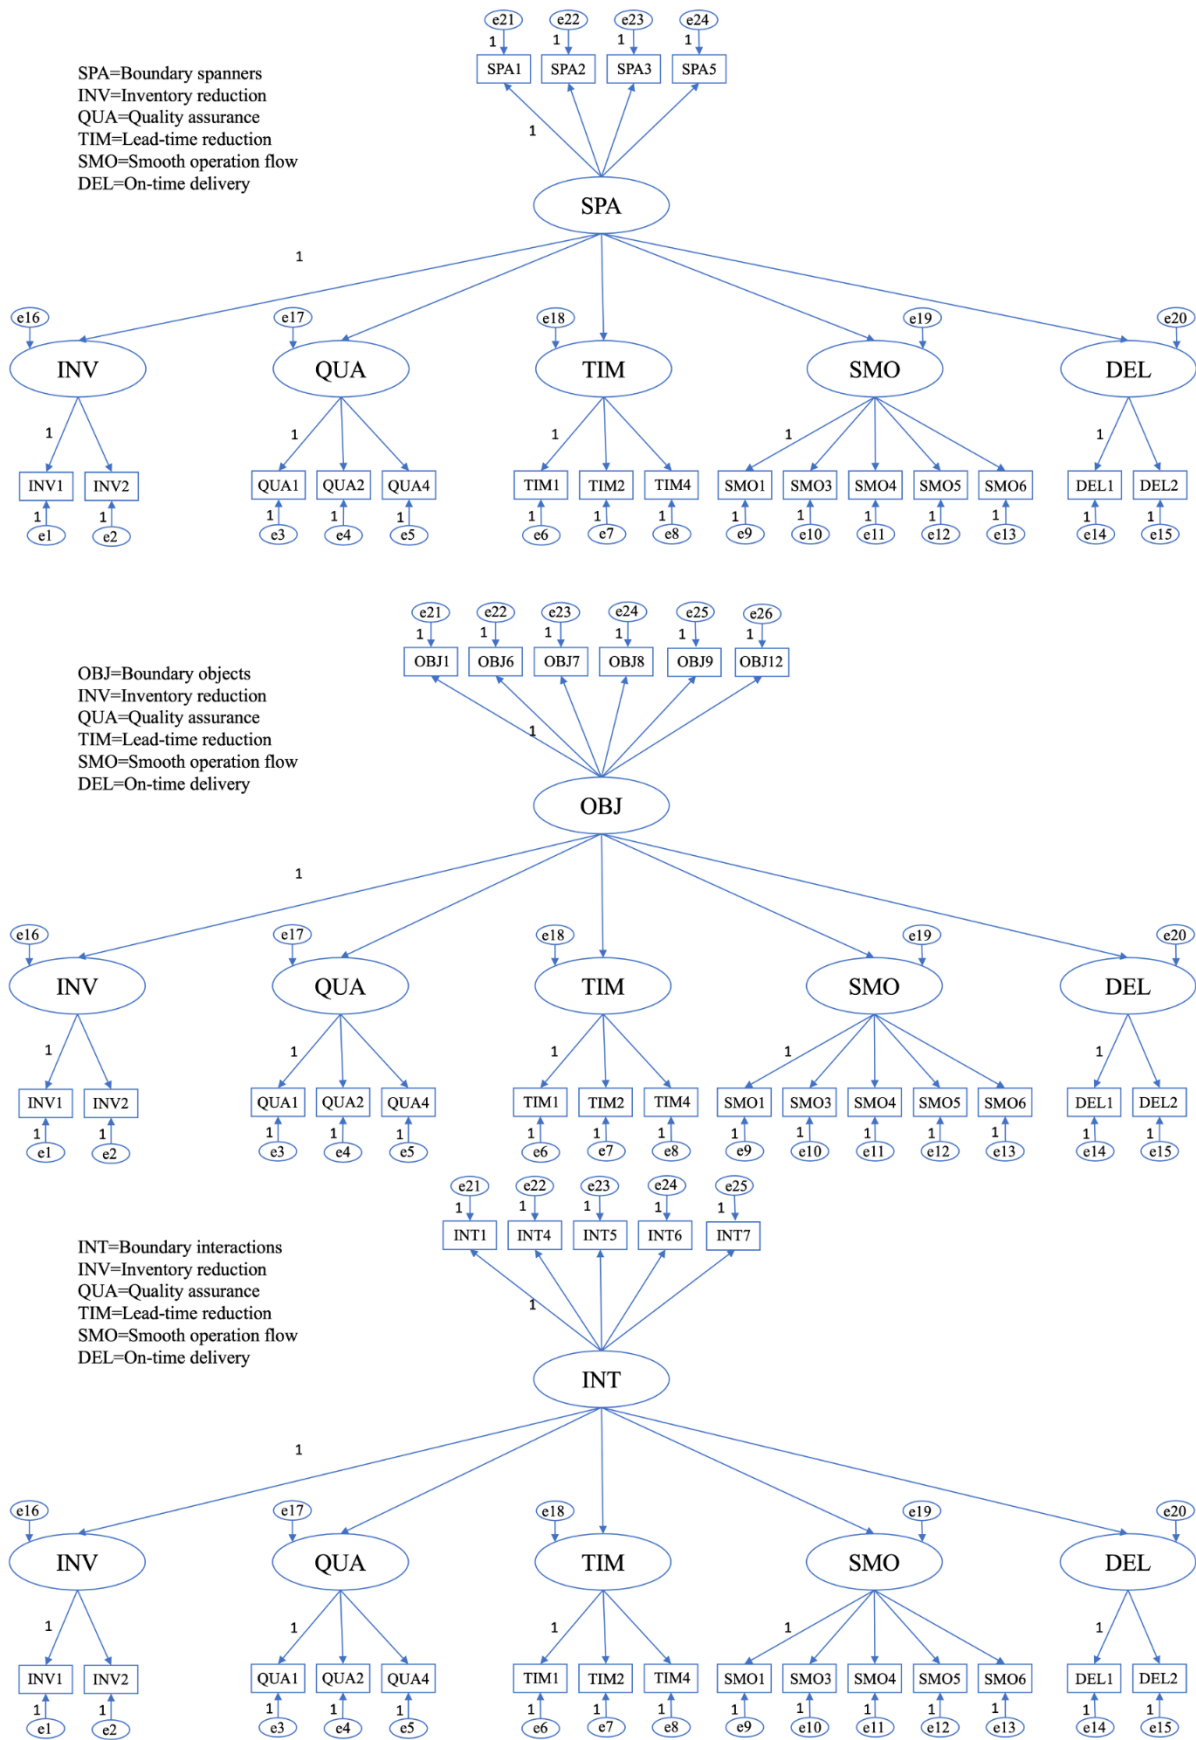 e21 e22 e23 e24
1 1 1 1
SPA1 SPA2 SPA3 SPA5
SPA=Boundary spanners
INV=Inventory reduction
QUA=Quality assurance
TIM=Lead-time reduction
SMO=Smooth operation flow
DEL=On-time delivery
1
SPA
1
e16 e17 e18 e19 e20
INV QUA TIM SMO DEL
1 1 1 1 1
INV1 INV2 QUA1 QUA2 QUA4 TIM1 TIM2 TIM4 SMO1 SMO3 SMO4 SMO5 SMO6 DEL1 DEL2
1 1 1 1 1 1 1 1 1 1 1 1 1 1 1
e1 e2 e3 e4 e5 e6 e7 e8 e9 e10 e11 e12 e13 e14 e15
e21 e22 e23 e24 e25 e26
1 1 1 1 1 1
OBJ1 OBJ6 OBJ7 OBJ8 OBJ9 OBJ12
OBJ=Boundary objects
INV=Inventory reduction
QUA=Quality assurance
TIM=Lead-time reduction
SMO=Smooth operation flow
DEL=On-time delivery
1
OBJ
1
e16 e17 e18 e19 e20
INV QUA TIM SMO DEL
1 1 1 1 1
INV1 INV2 QUA1 QUA2 QUA4 TIM1 TIM2 TIM4 SMO1 SMO3 SMO4 SMO5 SMO6 DEL1 DEL2
1 1 1 1 1 1 1 1 1 1 1 1 1 1 1
e1 e2 e3 e4 e5 e6 e7 e8 e9 e10 e11 e12 e13 e14 e15
e21 e22 e23 e24 e25
1 1 1 1 1
INT1 INT4 INT5 INT6 INT7
INT=Boundary interactions
INV=Inventory reduction
QUA=Quality assurance
TIM=Lead-time reduction
SMO=Smooth operation flow
DEL=On-time delivery
1
INT
1
e16 e17 e18 e19 e20
INV QUA TIM SMO DEL
1 1 1 1 1
INV1 INV2 QUA1 QUA2 QUA4 TIM1 TIM2 TIM4 SMO1 SMO3 SMO4 SMO5 SMO6 DEL1 DEL2
1 1 1 1 1 1 1 1 1 1 1 1 1 1 1
e1 e2 e3 e4 e5 e6 e7 e8 e9 e10 e11 e12 e13 e14 e15